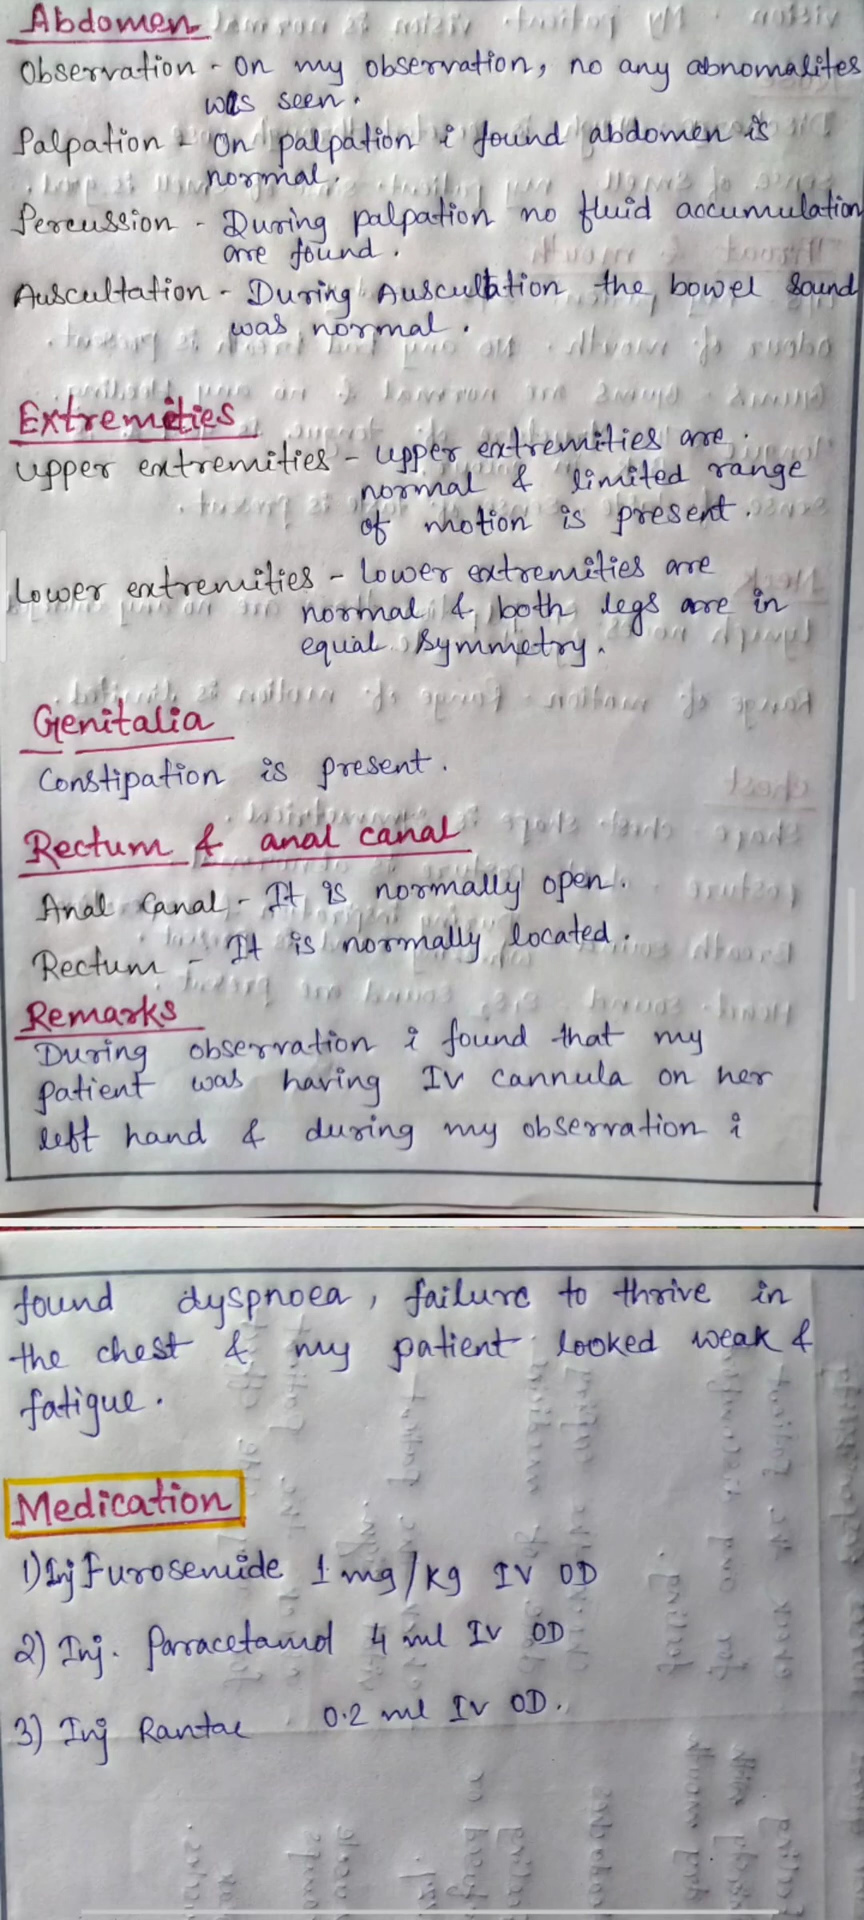 Abdomen
Observation - On my observation, no any abnomalites
was seen.
Palpation - On palpation i found abdomen is
normal.
Percussion - During palpation no fluid accumulation
are found.
Auscultation - During Auscultation the bowel sound
was normal.
Extremities
Upper extremities - upper extremities are
normal & limited range
of motion is present.
Lower extremities - lower extremities are
normal & both legs are in
equal symmetry.
Genitalia
Constipation is present.
Rectum & anal canal
Anal Canal - It is normally open.
Rectum - It is normally located.
Remarks
During observation i found that my
patient was having IV cannula on her
left hand & during my observation i
found dyspnoea, failure to thrive in
the chest & my patient looked weak &
fatigue.
Medication
1) Inj Furosemide 1 mg/kg IV OD
2) Inj. Paracetamol 4 ml IV OD
3) Inj Rantac 0.2 ml IV OD.